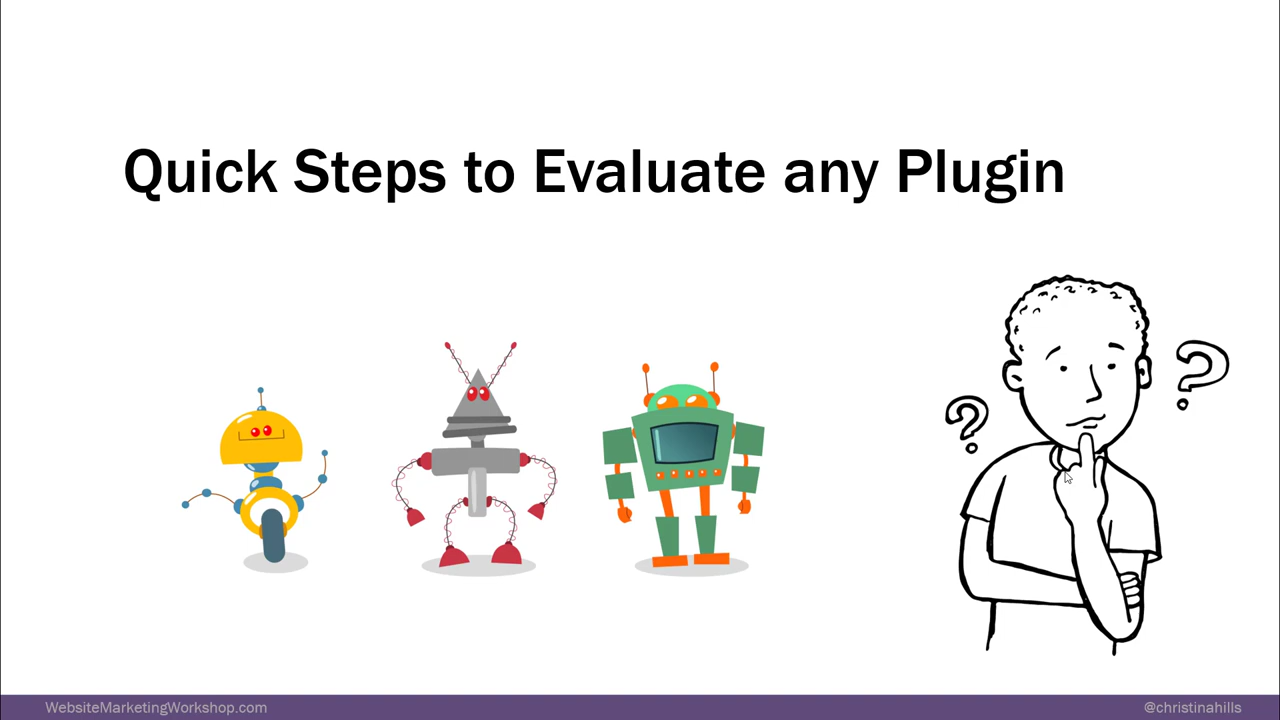 Quick Steps to Evaluate any Plugin
?
?
WebsiteMarketingWorkshop.com
@christinahills